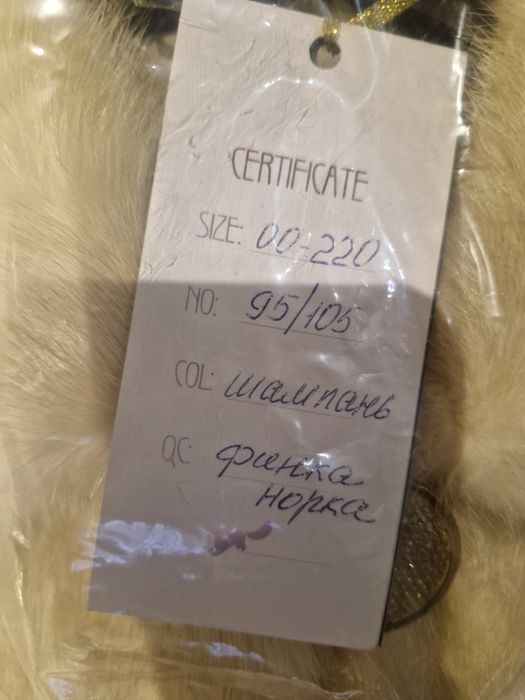 CERTIFICATE
SIZE: 00-220
NO: 95/105
COL: шампань
QC: финка
норка